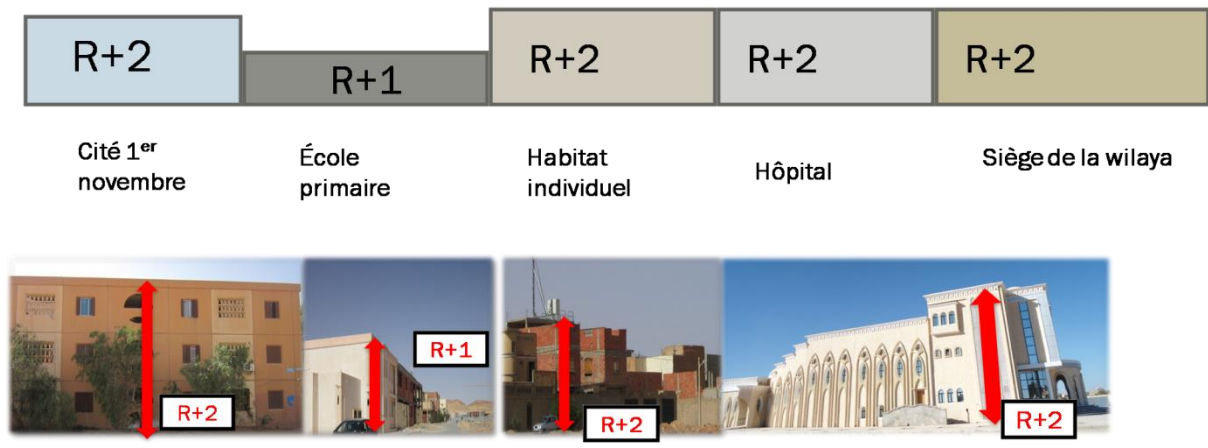 R+2
R+1
R+2
R+2
R+2
Cité 1er
novembre
École
primaire
Habitat
individuel
Hôpital
Siège de la wilaya
R+2
R+1
R+2
R+2